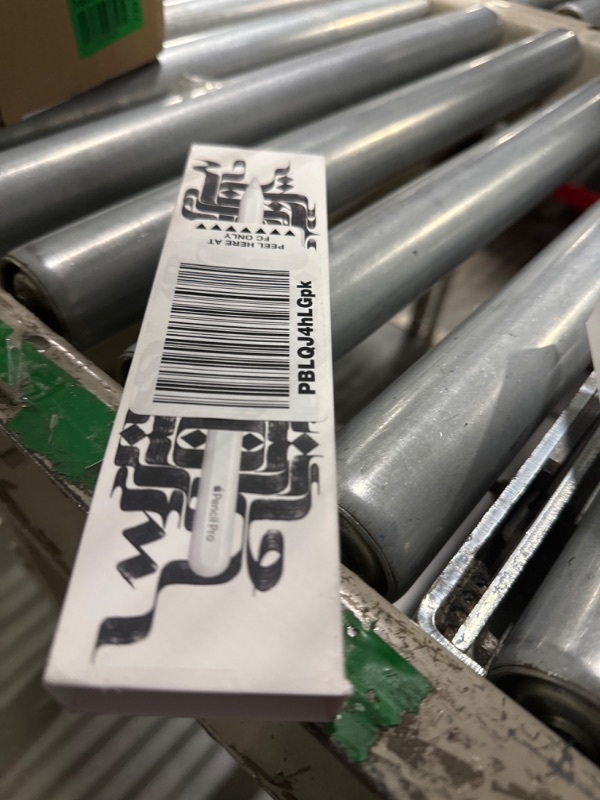 PEEL HERE AT
FC ONLY
PBLQJ4hLGpk
Pencil Pro